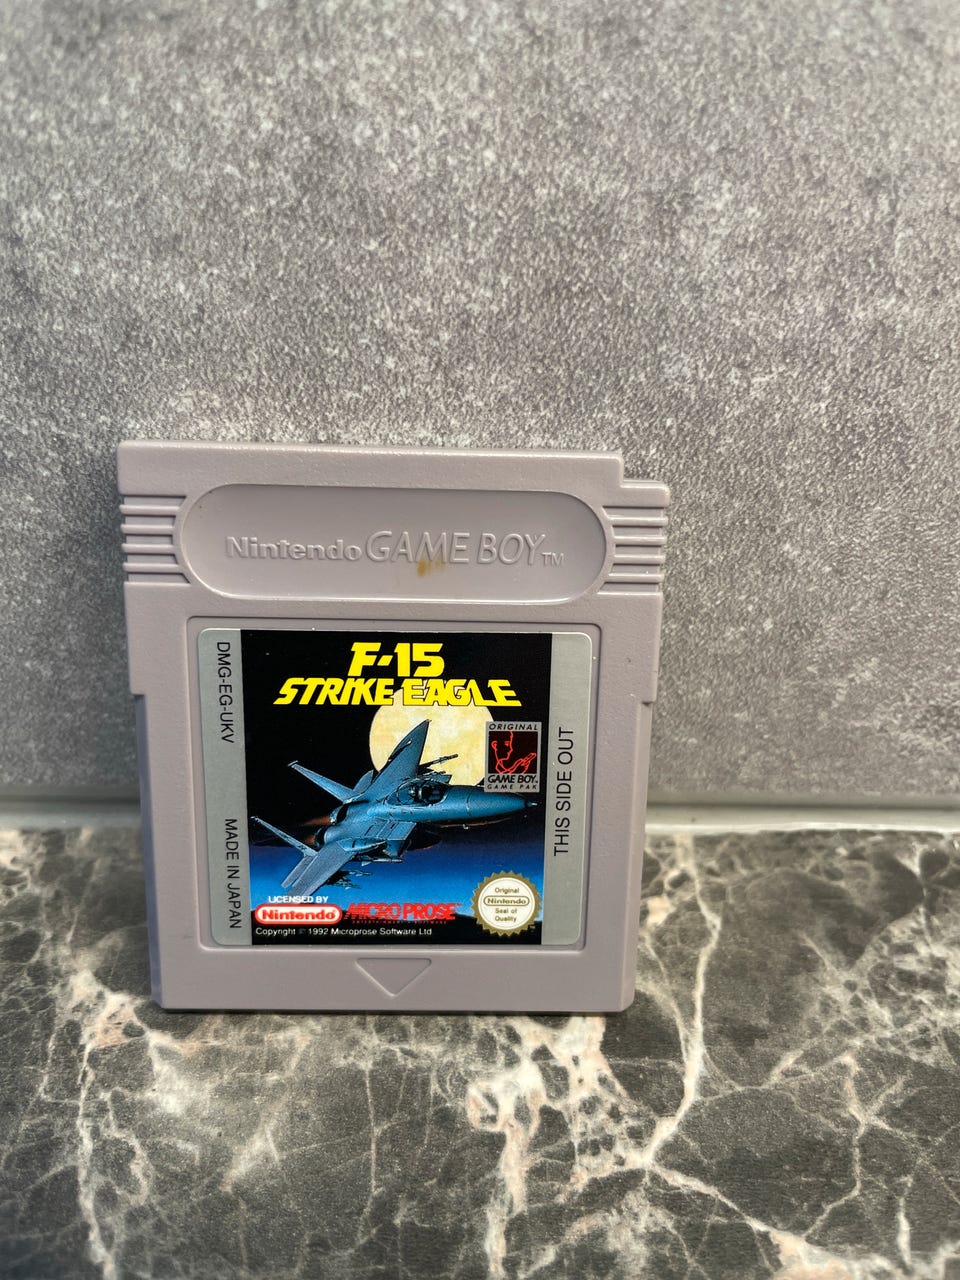 Nintendo GAME BOY TM
DMG-EG-UKV
MADE IN JAPAN
F-15
STRIKE EAGLE
ORIGINAL
GAME BOY
GAME PAK
THIS SIDE OUT
LICENSED BY
Nintendo
MICROPROSE
Copyright © 1992 Microprose Software Ltd
Original
Nintendo
Seal of
Quality